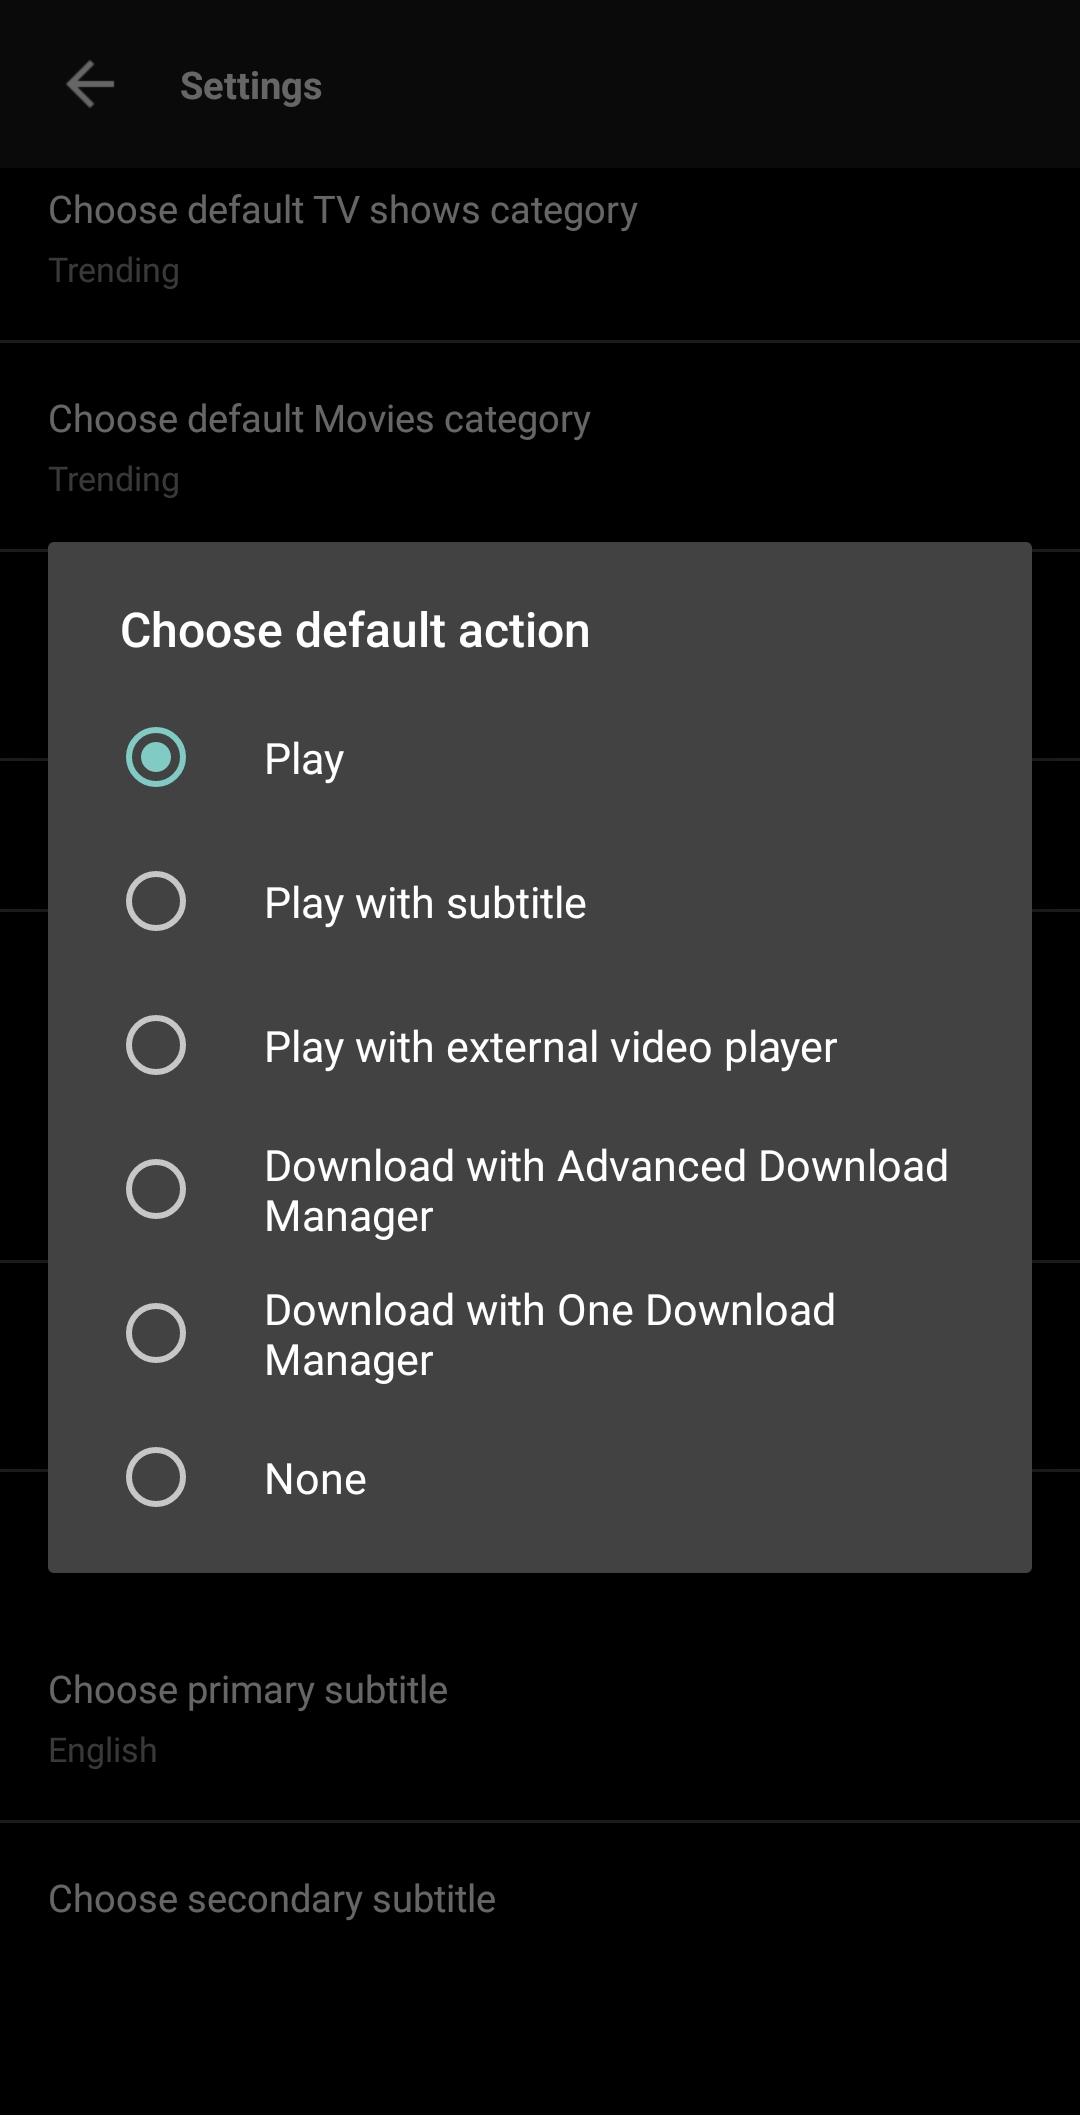 Settings
Choose default TV shows category
Trending
Choose default Movies category
Trending
Choose default action
Play
Play with subtitle
Play with external video player
Download with Advanced Download
Manager
Download with One Download
Manager
None
Choose primary subtitle
English
Choose secondary subtitle